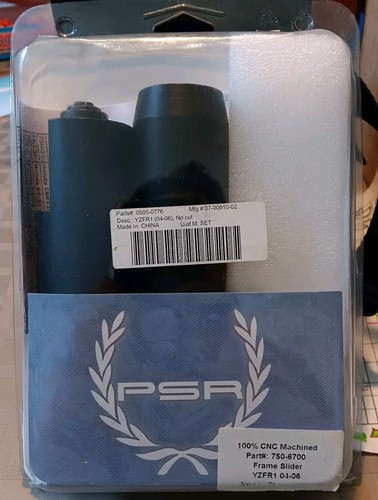 Parts#: 0505-0776 Mfg # 07-00910-02
Desc.: YZFR1 (04-06), No cut
Made In: CHINA U.of M: SET
PSR
100% CNC Machined
Part#: 750-6700
Frame Slider
YZFR1 04-06